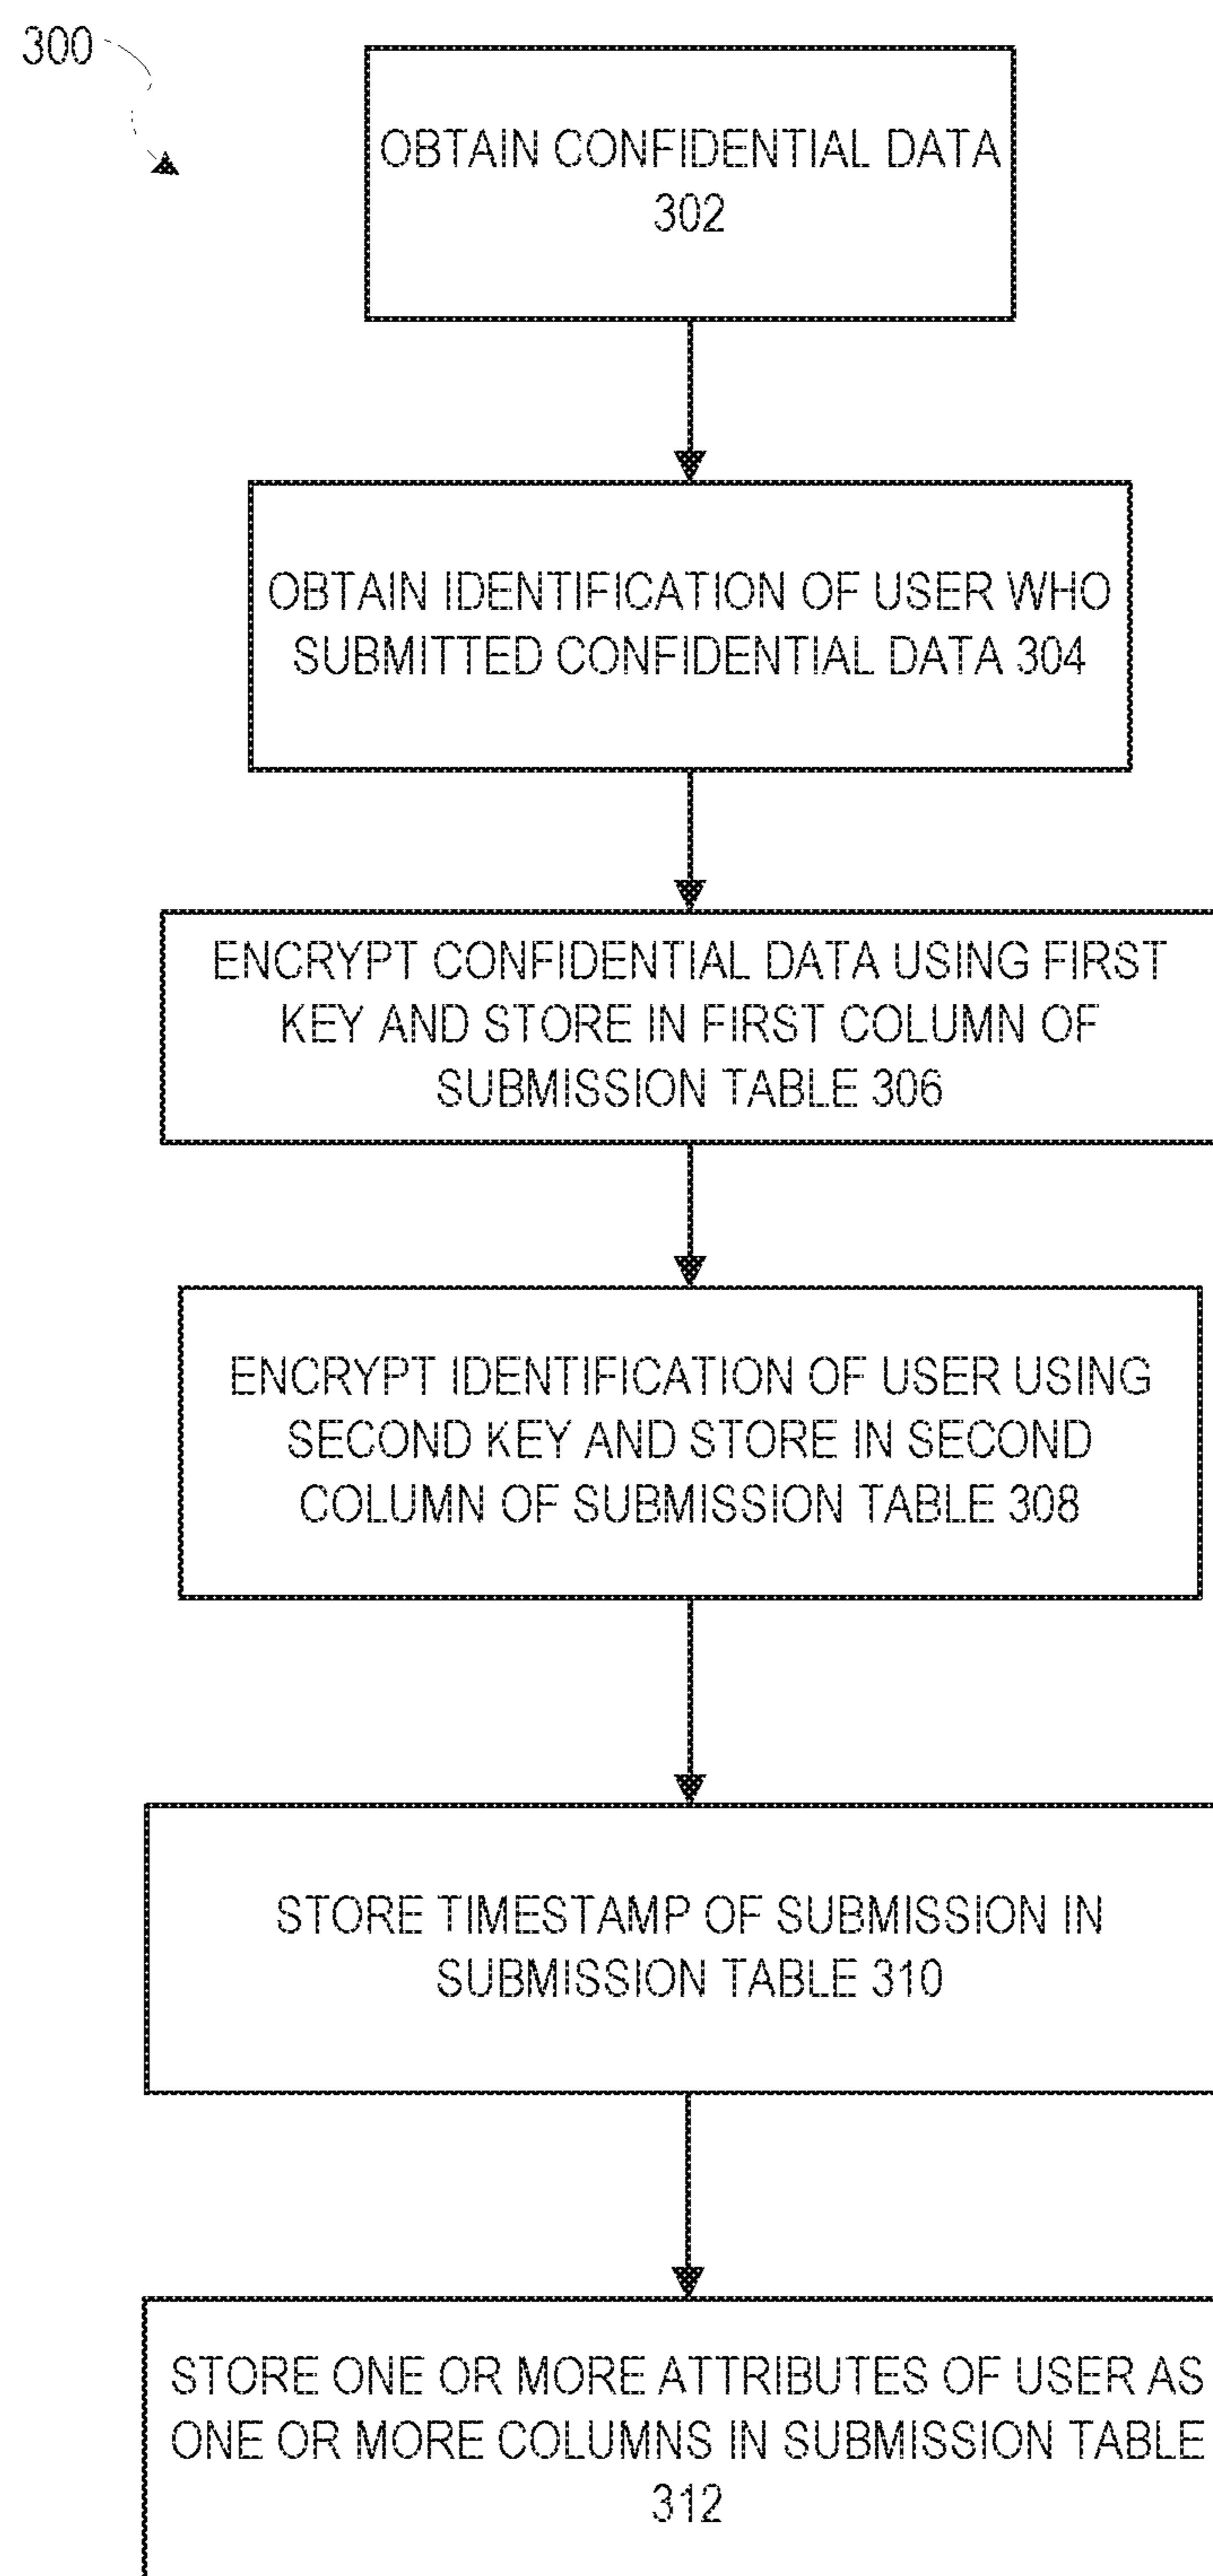 300
OBTAIN CONFIDENTIAL DATA
302
OBTAIN IDENTIFICATION OF USER WHO
SUBMITTED CONFIDENTIAL DATA 304
ENCRYPT CONFIDENTIAL DATA USING FIRST
KEY AND STORE IN FIRST COLUMN OF
SUBMISSION TABLE 306
ENCRYPT IDENTIFICATION OF USER USING
SECOND KEY AND STORE IN SECOND
COLUMN OF SUBMISSION TABLE 308
STORE TIMESTAMP OF SUBMISSION IN
SUBMISSION TABLE 310
STORE ONE OR MORE ATTRIBUTES OF USER AS
ONE OR MORE COLUMNS IN SUBMISSION TABLE
312